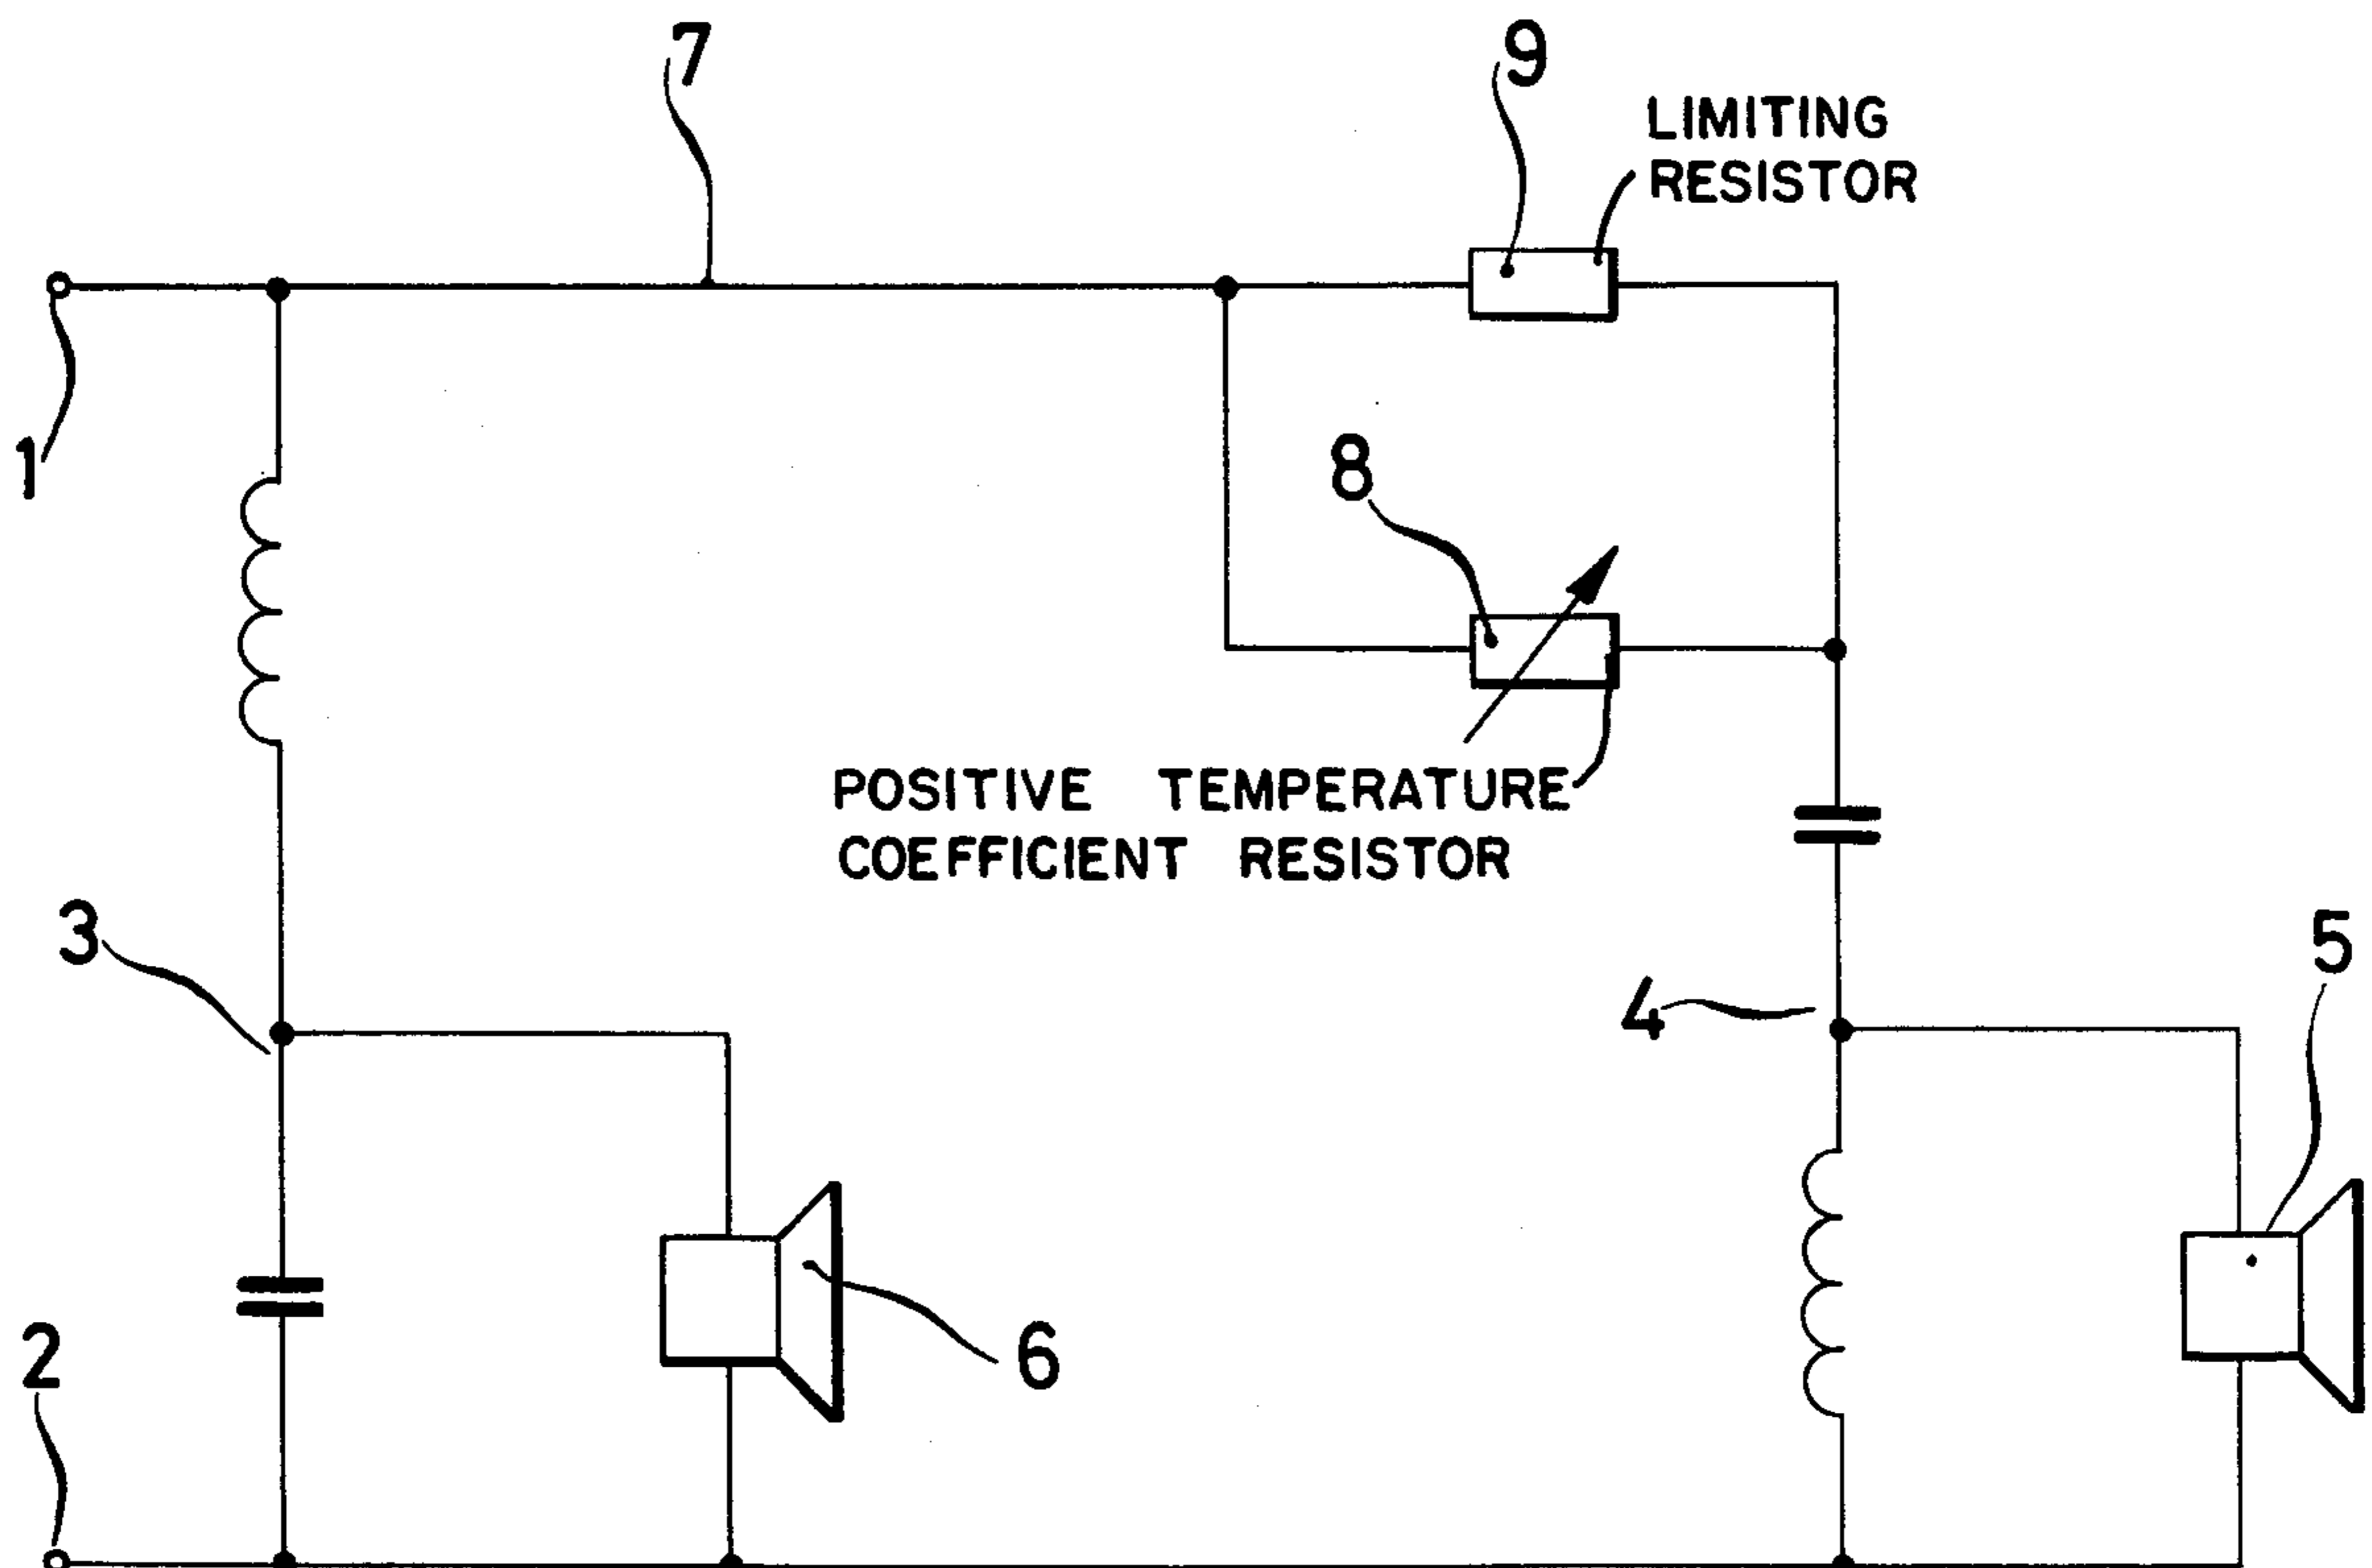 7
9
LIMITING
RESISTOR
1
8
POSITIVE TEMPERATURE
COEFFICIENT RESISTOR
3
5
4
2
6